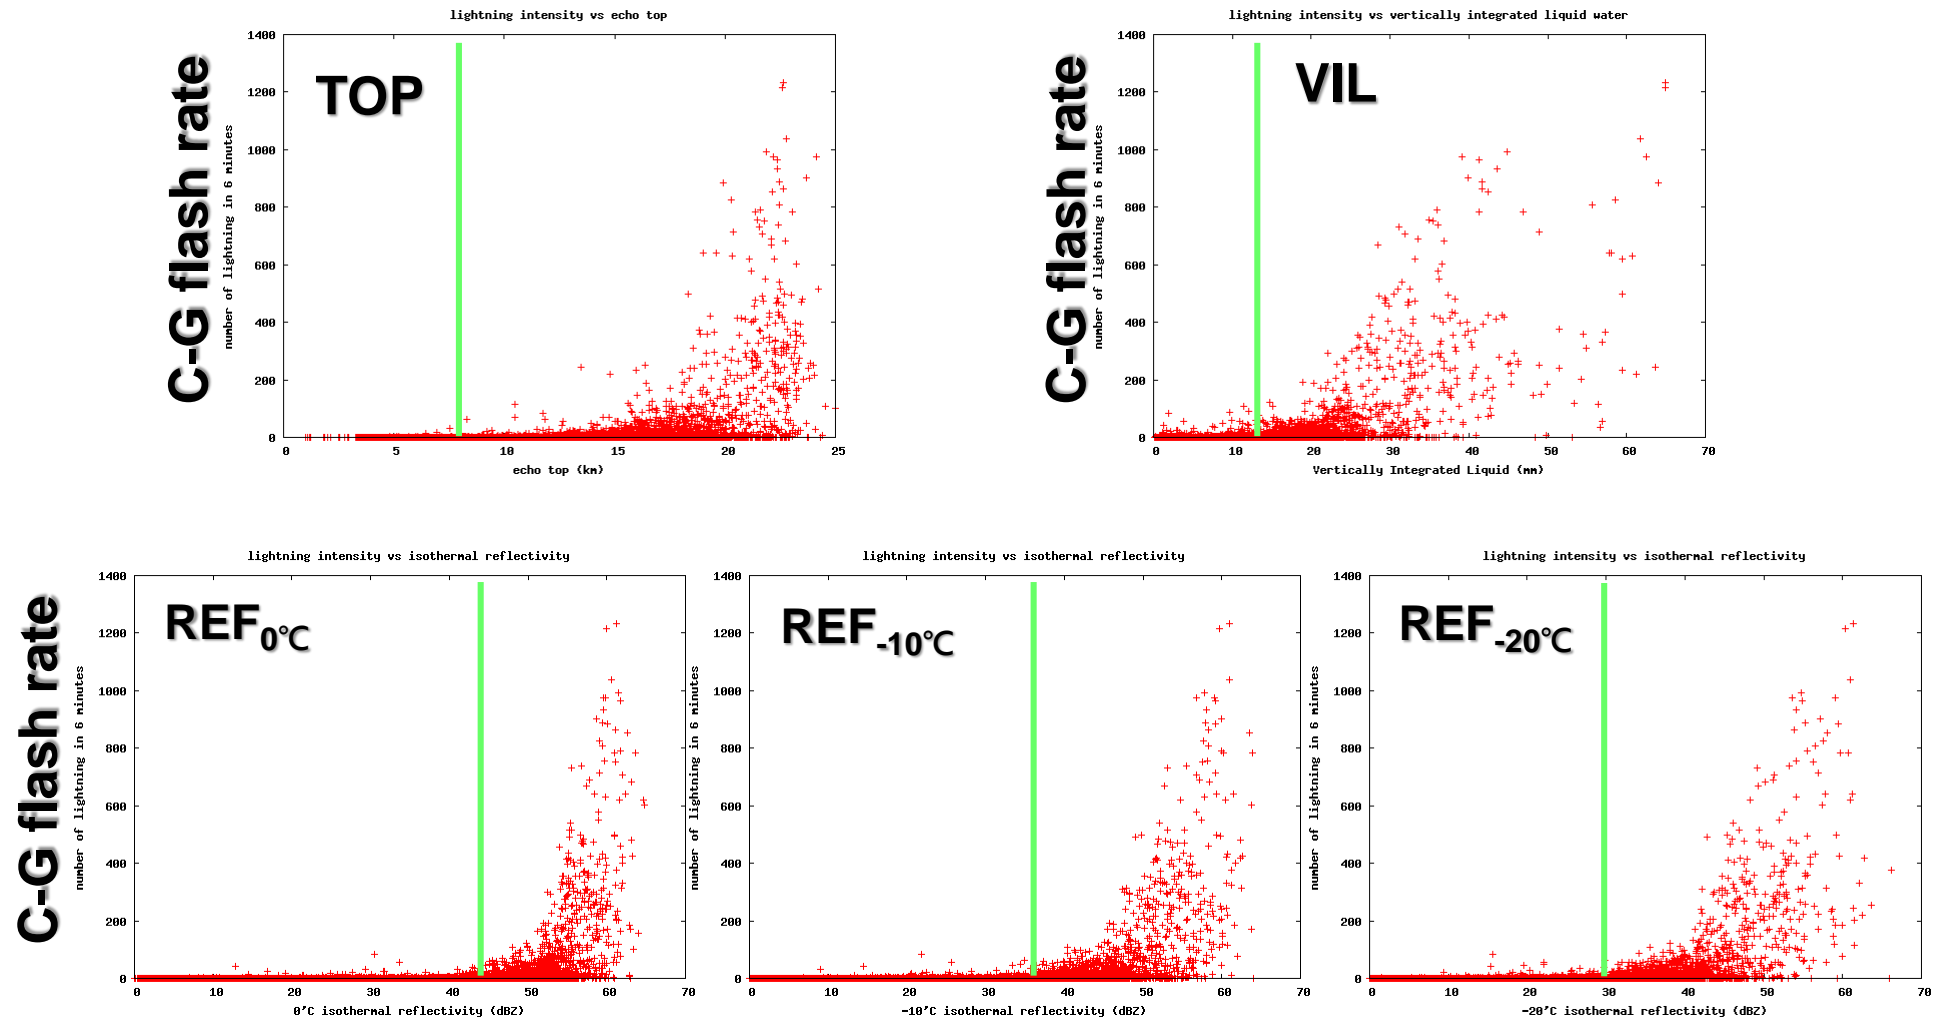 lightning intensity vs echo top
C-G flash rate
number of lightning in 6 minutes
TOP
1400
1200
1000
800
600
400
200
0
0 5 10 15 20 25
echo top (km)
lightning intensity vs vertically integrated liquid water
C-G flash rate
number of lightning in 6 minutes
VIL
1400
1200
1000
800
600
400
200
0
0 10 20 30 40 50 60 70
Vertically Integrated Liquid (mm)
lightning intensity vs isothermal reflectivity
C-G flash rate
number of lightning in 6 minutes
REF0℃
1400
1200
1000
800
600
400
200
0
0 10 20 30 40 50 60 70
0'C isothermal reflectivity (dBZ)
lightning intensity vs isothermal reflectivity
number of lightning in 6 minutes
REF-10℃
1400
1200
1000
800
600
400
200
0
0 10 20 30 40 50 60 70
-10'C isothermal reflectivity (dBZ)
lightning intensity vs isothermal reflectivity
number of lightning in 6 minutes
REF-20℃
1400
1200
1000
800
600
400
200
0
0 10 20 30 40 50 60 70
-20'C isothermal reflectivity (dBZ)